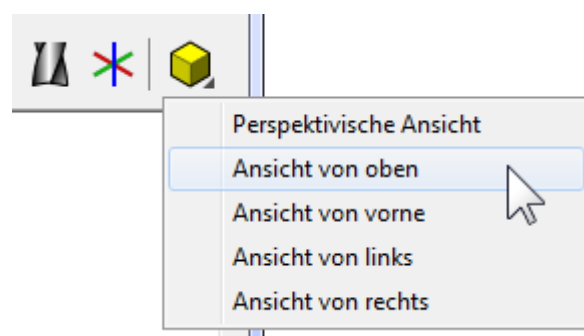 Perspektivische Ansicht
Ansicht von oben
Ansicht von vorne
Ansicht von links
Ansicht von rechts